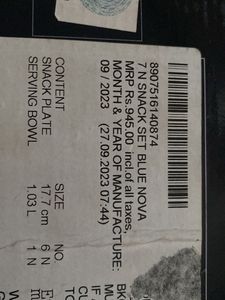 8907516140874
7 N SNACK SET BLUE NOVA
MRP Rs.945.00 incl.of all taxes,
MONTH & YEAR OF MANUFACTURE:
09 / 2023 (27.09.2023 07:44)
CONTENT SIZE NO.
SNACK PLATE 17.7 cm 6 N
SERVING BOWL 1.03 L 1 N